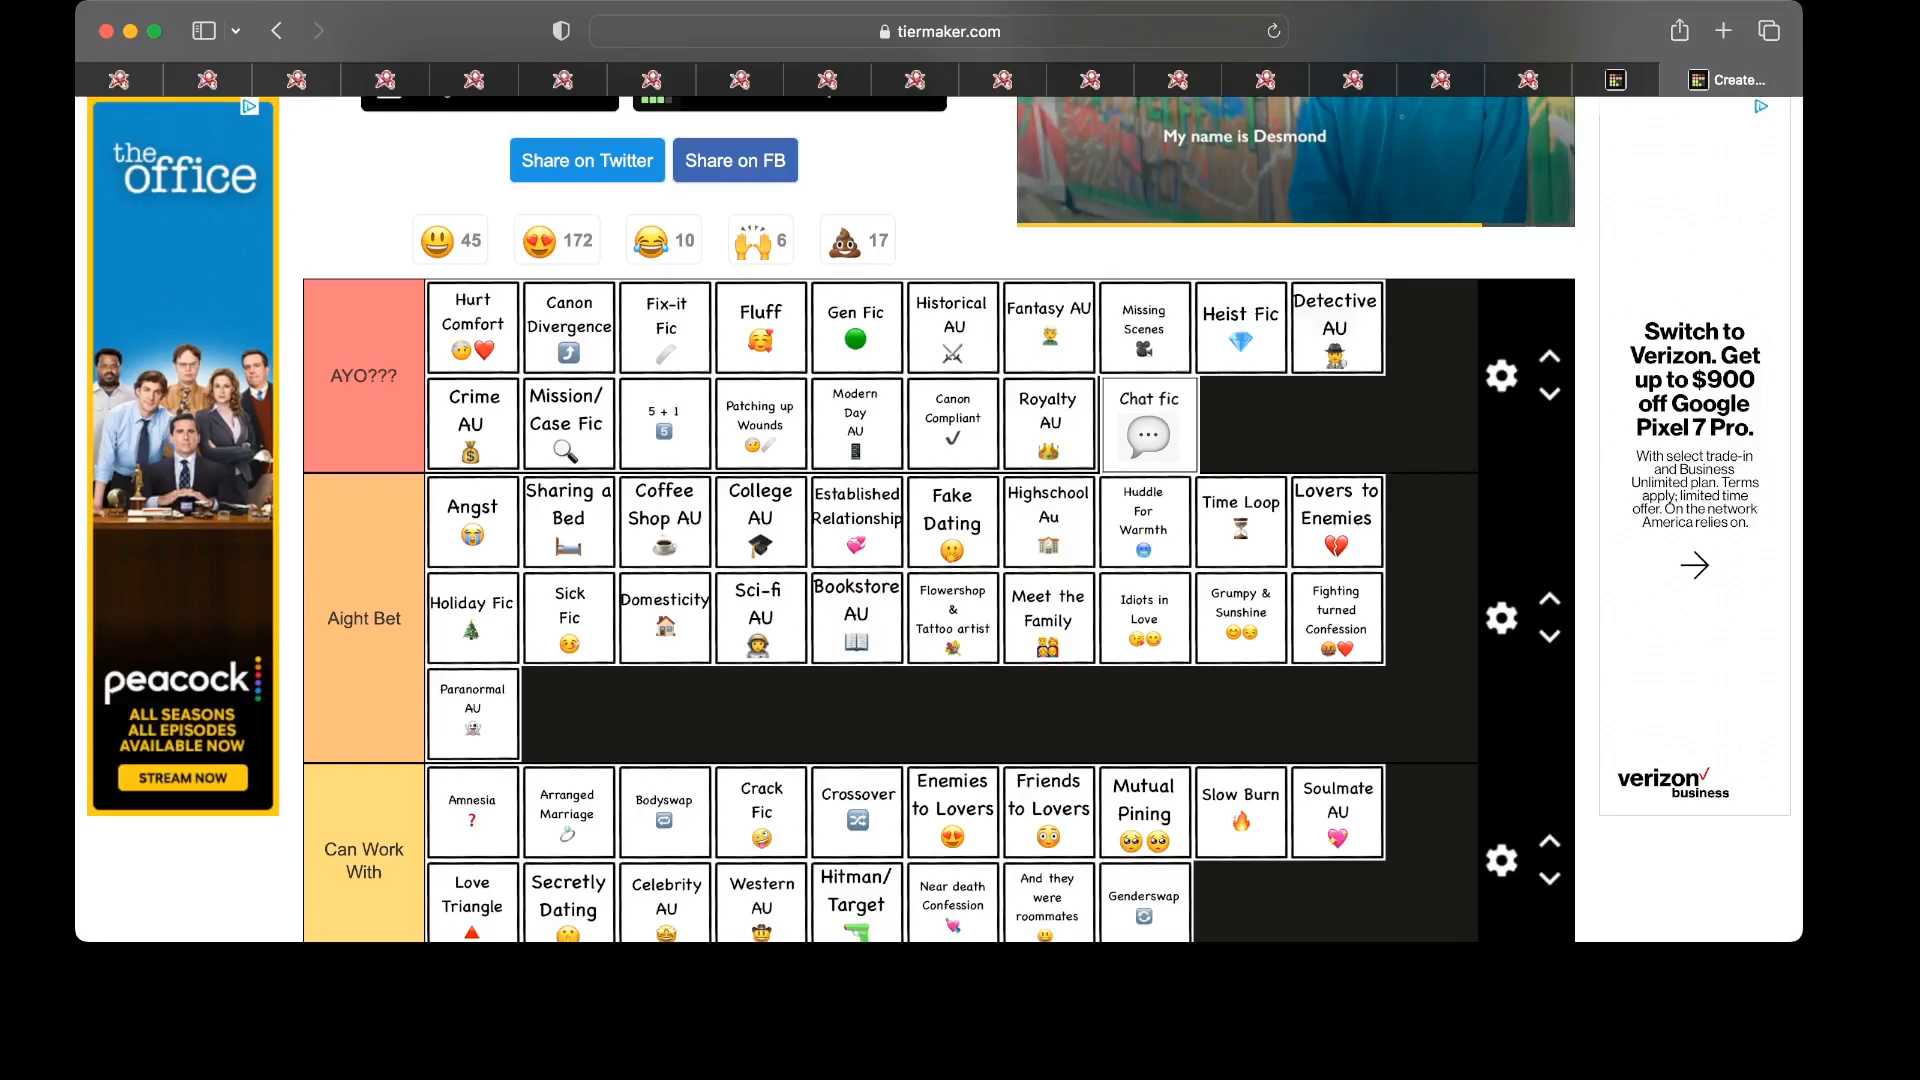 tiermaker.com
Create...
the
office
peacock
ALL SEASONS
ALL EPISODES
AVAILABLE NOW
STREAM NOW
Share on Twitter
Share on FB
45
172
10
6
17
My name is Desmond
AYO???
Hurt
Comfort
Canon
Divergence
Fix-it
Fic
Fluff
Gen Fic
Historical
AU
Fantasy AU
Missing
Scenes
Heist Fic
Detective
AU
Crime
AU
Mission/
Case Fic
5 + 1
Patching up
Wounds
Modern
Day
AU
Canon
Compliant
Royalty
AU
Chat fic
Aight Bet
Angst
Sharing a
Bed
Coffee
Shop AU
College
AU
Established
Relationship
Fake
Dating
Highschool
Au
Huddle
For
Warmth
Time Loop
Lovers to
Enemies
Holiday Fic
Sick
Fic
Domesticity
Sci-fi
AU
Bookstore
AU
Flowershop
&
Tattoo artist
Meet the
Family
Idiots in
Love
Grumpy &
Sunshine
Fighting
turned
Confession
Paranormal
AU
Can Work
With
Amnesia
Arranged
Marriage
Bodyswap
Crack
Fic
Crossover
Enemies
to Lovers
Friends
to Lovers
Mutual
Pining
Slow Burn
Soulmate
AU
Love
Triangle
Secretly
Dating
Celebrity
AU
Western
AU
Hitman/
Target
Near death
Confession
And they
were
roommates
Genderswap
Switch to
Verizon. Get
up to $900
off Google
Pixel 7 Pro.
With select trade-in
and Business
Unlimited plan. Terms
apply; limited time
offer. On the network
America relies on.
verizon
business